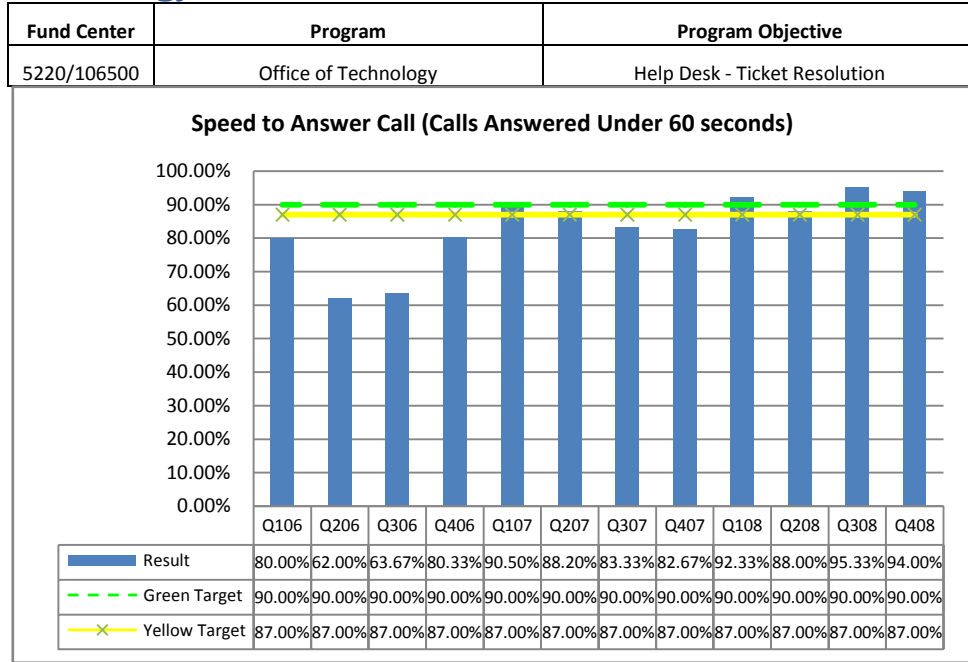 Fund Center Program Program Objective
5220/106500 Office of Technology Help Desk - Ticket Resolution
Speed to Answer Call (Calls Answered Under 60 seconds)
100.00%
90.00%
80.00%
70.00%
60.00%
50.00%
40.00%
30.00%
20.00%
10.00%
0.00%
Q106 Q206 Q306 Q406 Q107 Q207 Q307 Q407 Q108 Q208 Q308 Q408
Result 80.00% 62.00% 63.67% 80.33% 90.50% 88.20% 83.33% 82.67% 92.33% 88.00% 95.33% 94.00%
Green Target 90.00% 90.00% 90.00% 90.00% 90.00% 90.00% 90.00% 90.00% 90.00% 90.00% 90.00% 90.00%
Yellow Target 87.00% 87.00% 87.00% 87.00% 87.00% 87.00% 87.00% 87.00% 87.00% 87.00% 87.00% 87.00%